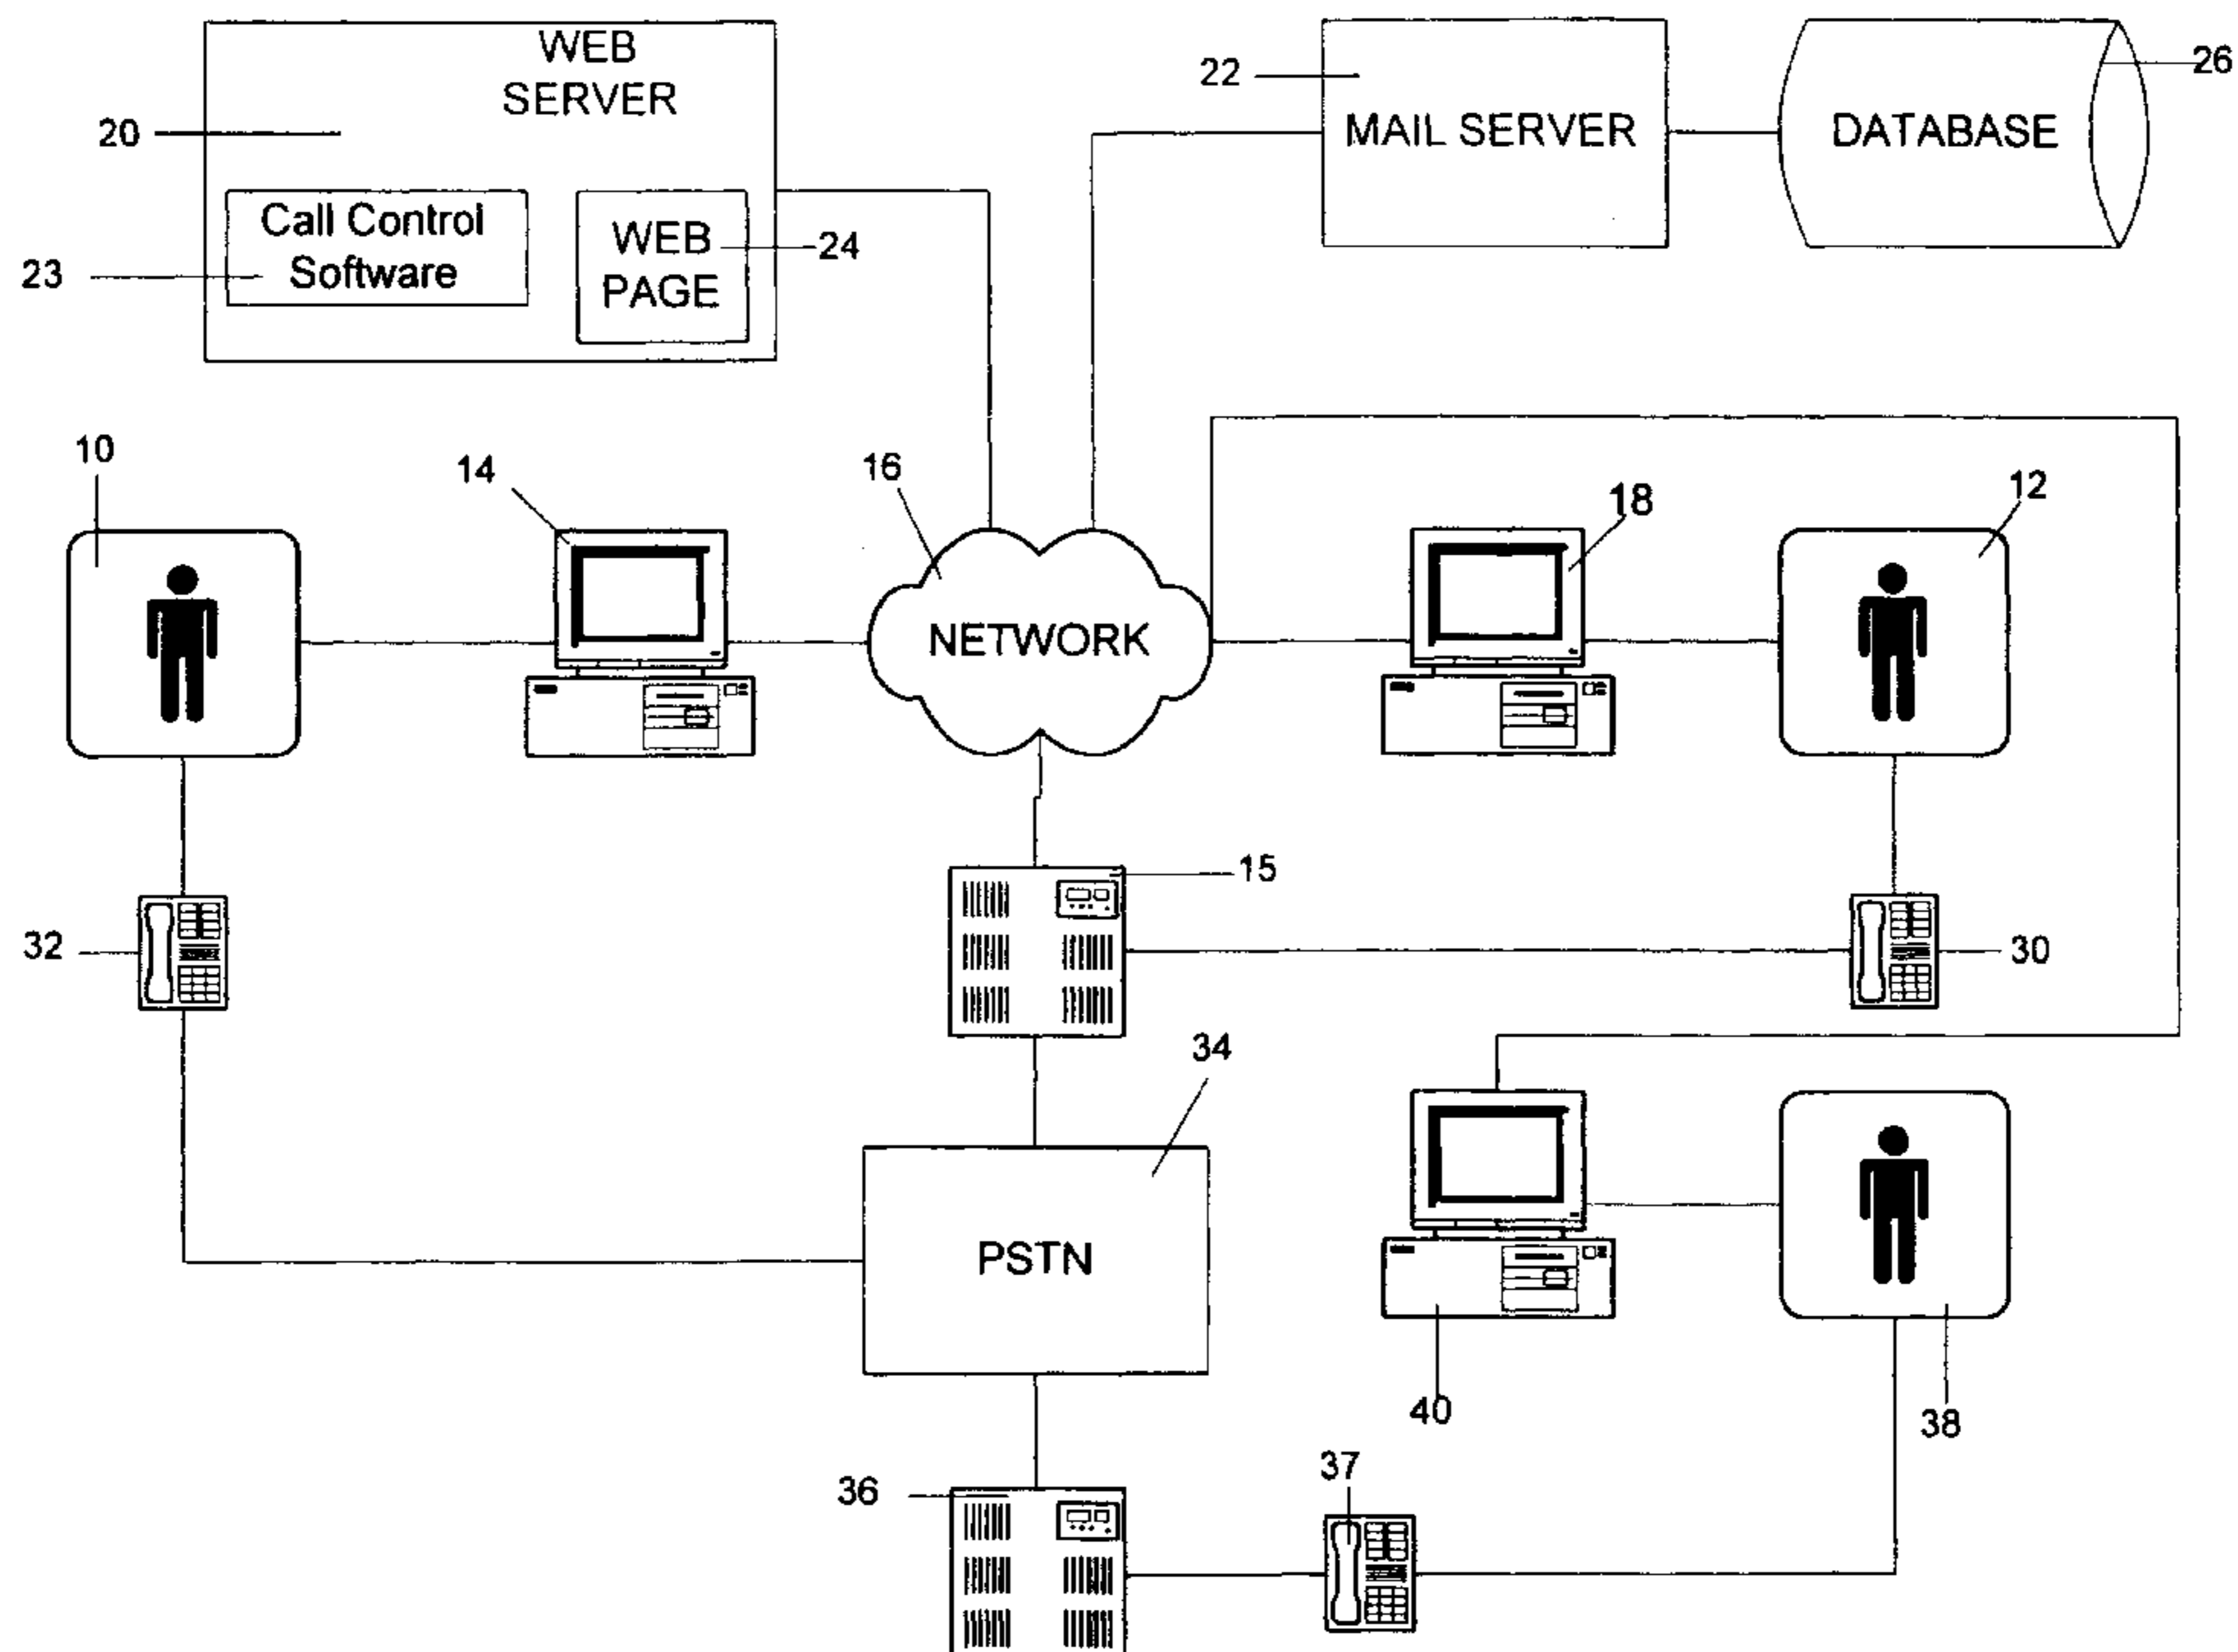 WEB
SERVER
20
Call Control
Software
23
WEB
PAGE
24
22
MAIL SERVER
DATABASE
26
10
14
16
NETWORK
18
12
32
15
30
34
PSTN
40
38
36
37